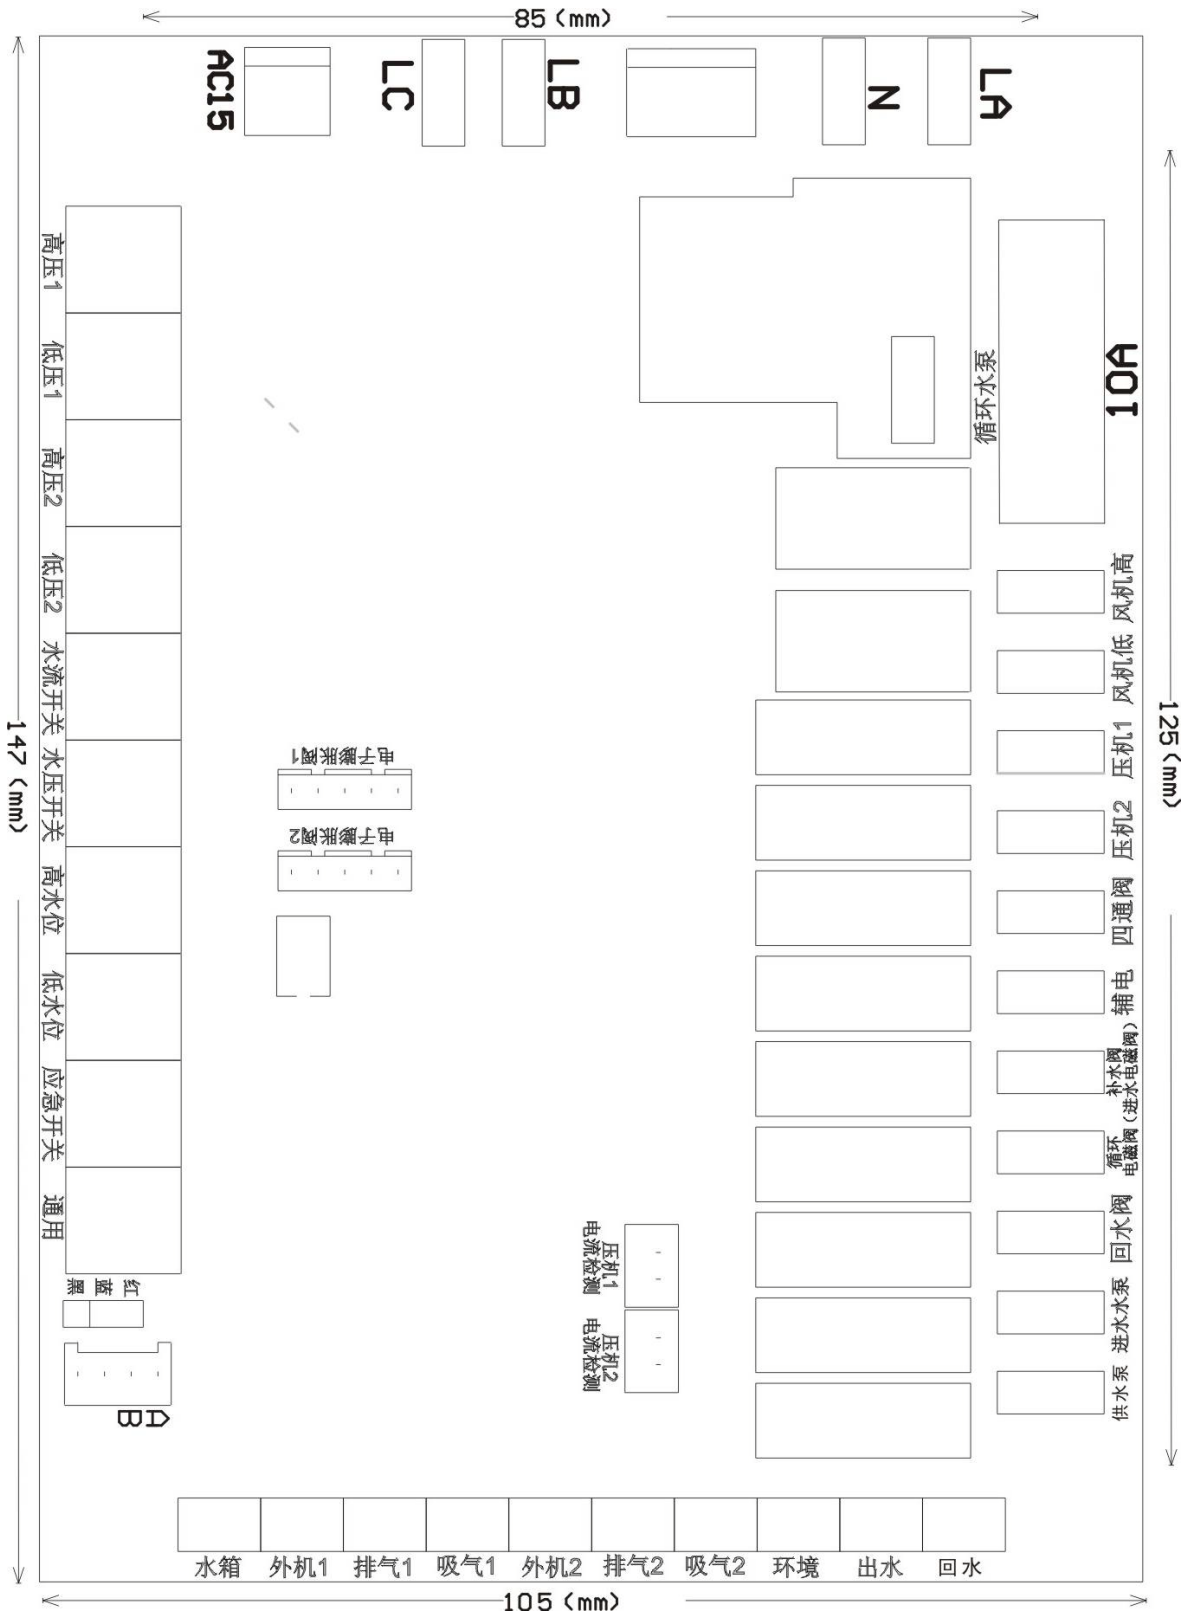 85 (mm)
AC15
LC
LB
N
LA
高压1
低压1
高压2
低压2
水流开关
水压开关
高水位
低水位
应急开关
通用
147 (mm)
循环水泵
10A
125 (mm)
风机高
风机低
压机1
压机2
四通阀
辅电
补水阀
(进水电磁阀)
循环
电磁阀
回水阀
进水水泵
供水泵
电子膨胀阀1
电子膨胀阀2
压机1
电流检测
压机2
电流检测
黑 蓝 红
A
B
水箱 外机1 排气1 吸气1 外机2 排气2 吸气2 环境 出水 回水
105 (mm)